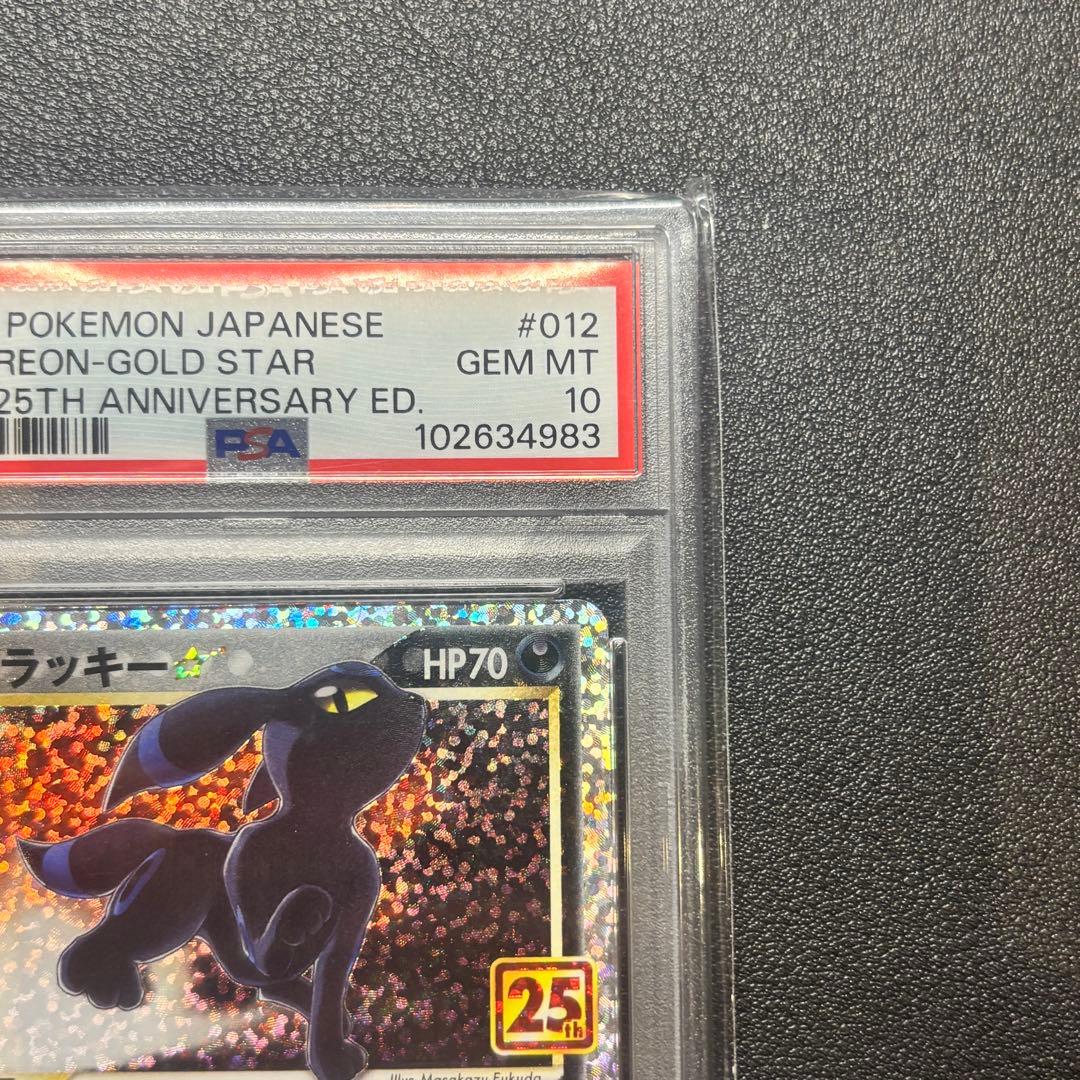 POKEMON JAPANESE #012
REON-GOLD STAR GEM MT
25TH ANNIVERSARY ED. 10
PSA 102634983
ラッキー☆ HP70
25th
Illus. Masakazu Fukuda